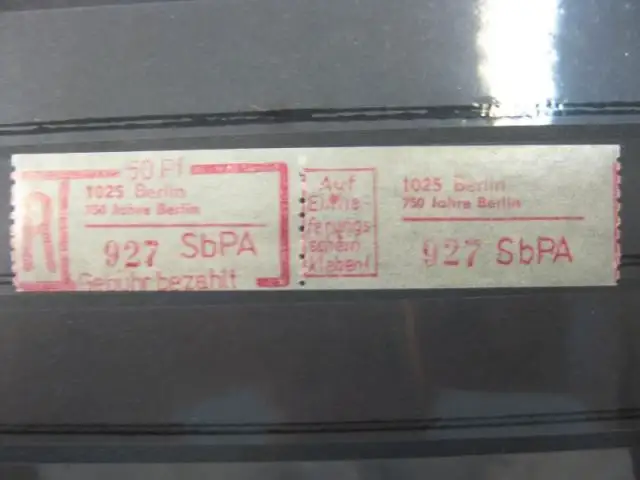 50 Pf
R
1025 Berlin
750 Jahre Berlin
927 SbPA
Gebühr bezahlt
Auf
Einlie-
ferungs-
schein
kleben!
1025 Berlin
750 Jahre Berlin
927 SbPA